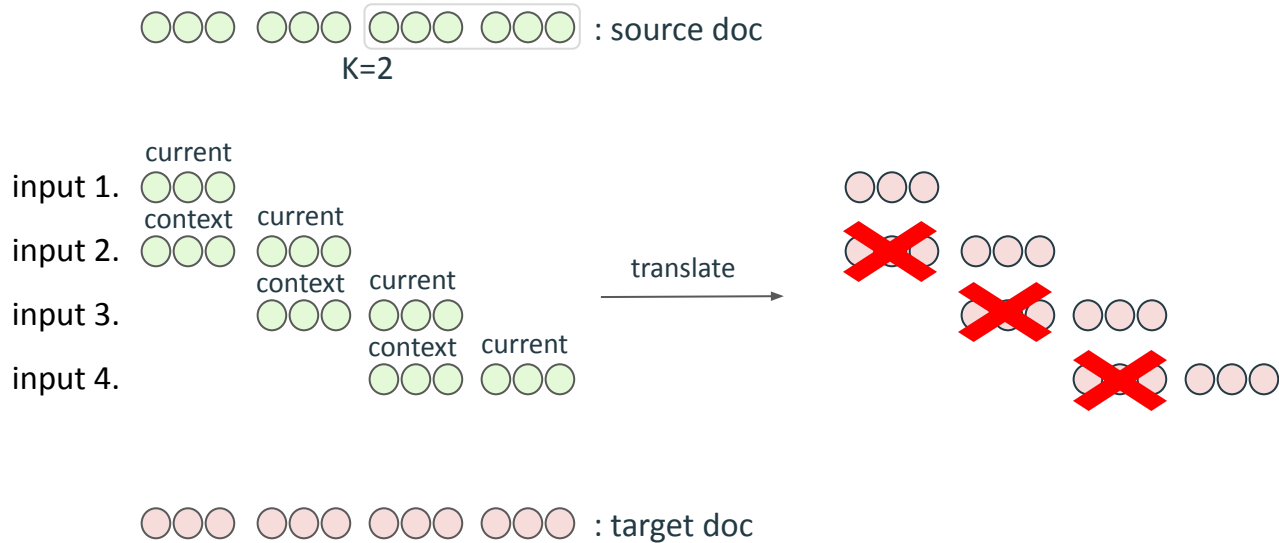 : source doc
K=2
current
input 1.
context current
input 2.
context current
translate
input 3.
context current
input 4.
: target doc